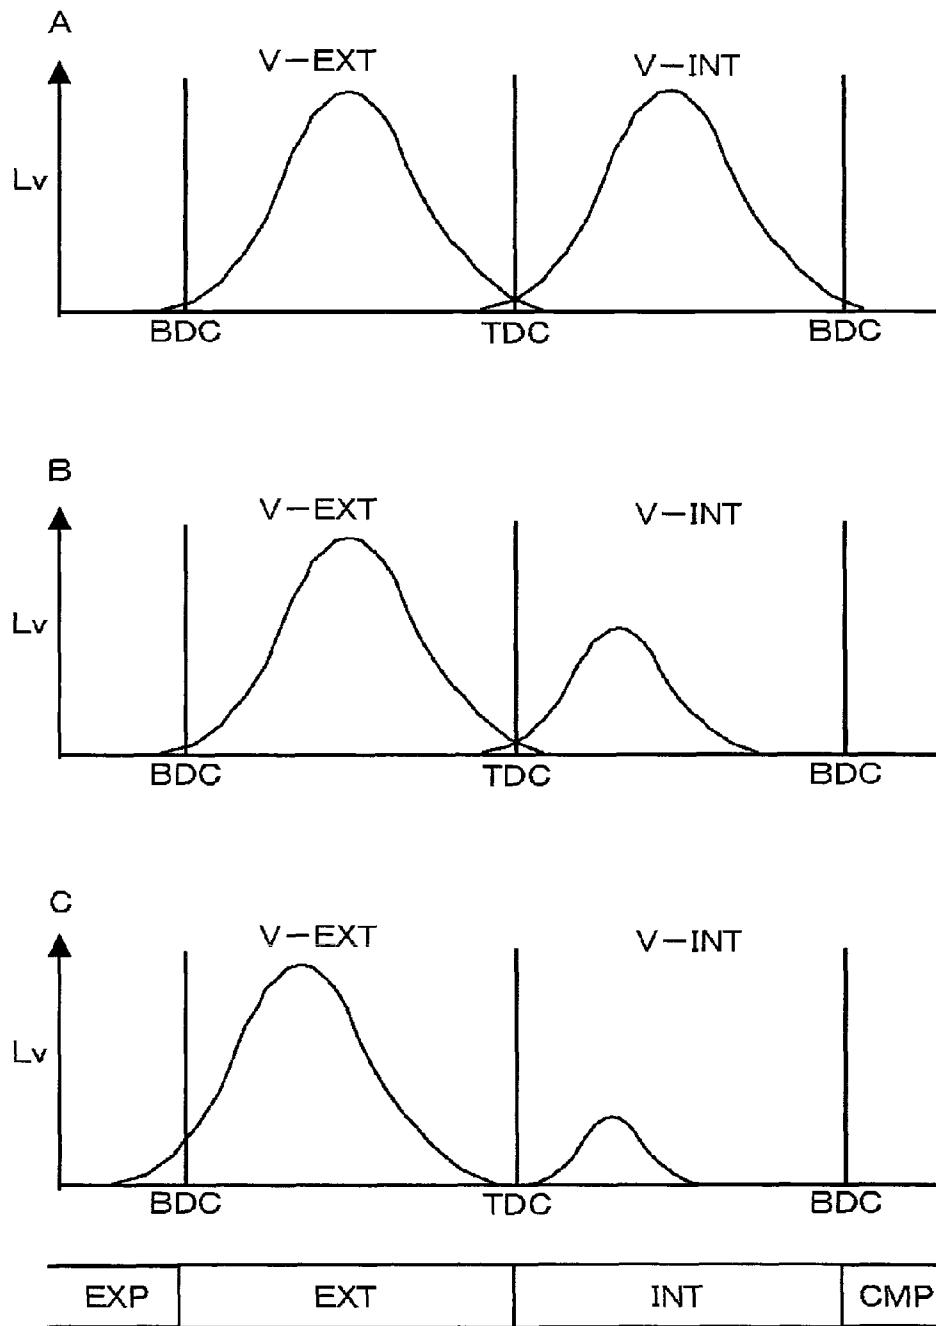 A
V-EXT V-INT
Lv
BDC TDC BDC
B
V-EXT V-INT
Lv
BDC TDC BDC
C
V-EXT V-INT
Lv
BDC TDC BDC
EXP EXT INT CMP